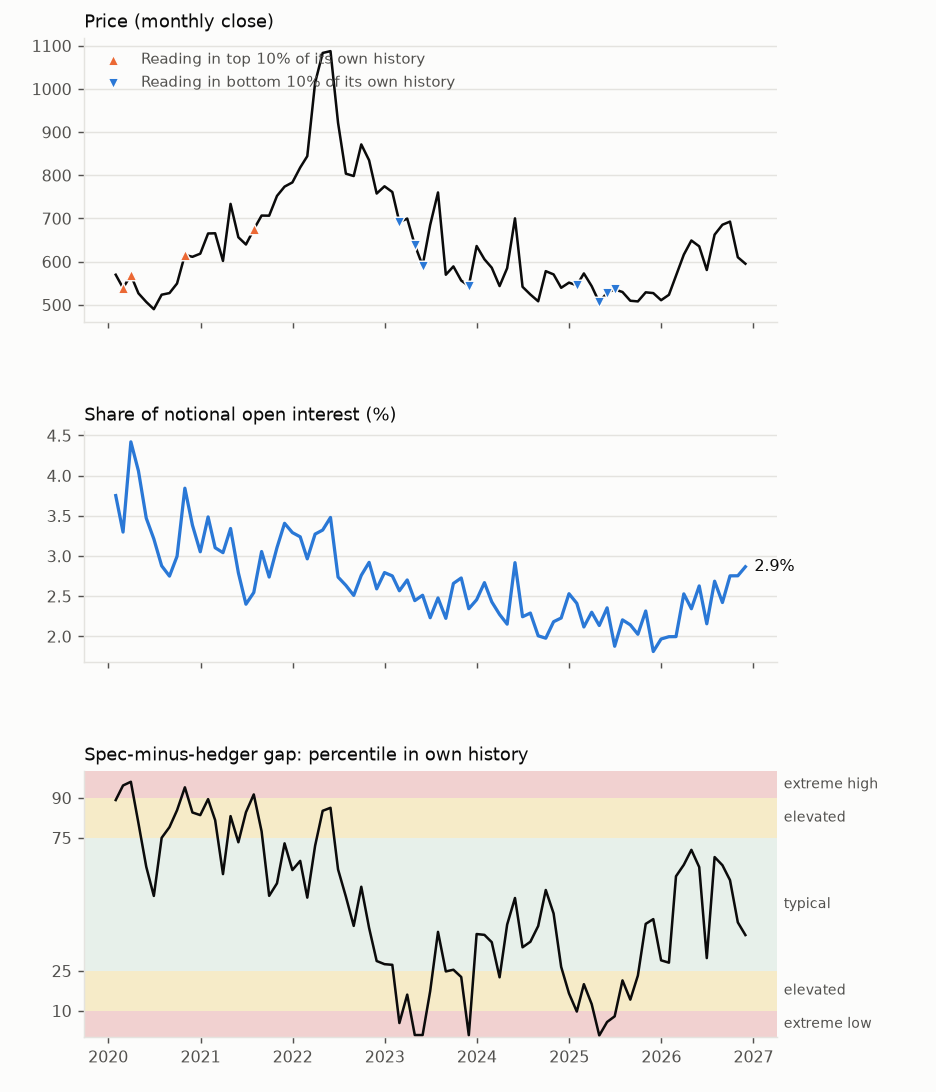 Price (monthly close)
1100
Reading in top 10% of its own history
Reading in bottom 10% of its own history
1000
900
800
700
600
500
Share of notional open interest (%)
4.5
4.0
3.5
3.0
2.9%
2.5
2.0
Spec-minus-hedger gap: percentile in own history
extreme high
90
elevated
75
typical
25
elevated
10
extreme low
2020 2021 2022 2023 2024 2025 2026 2027